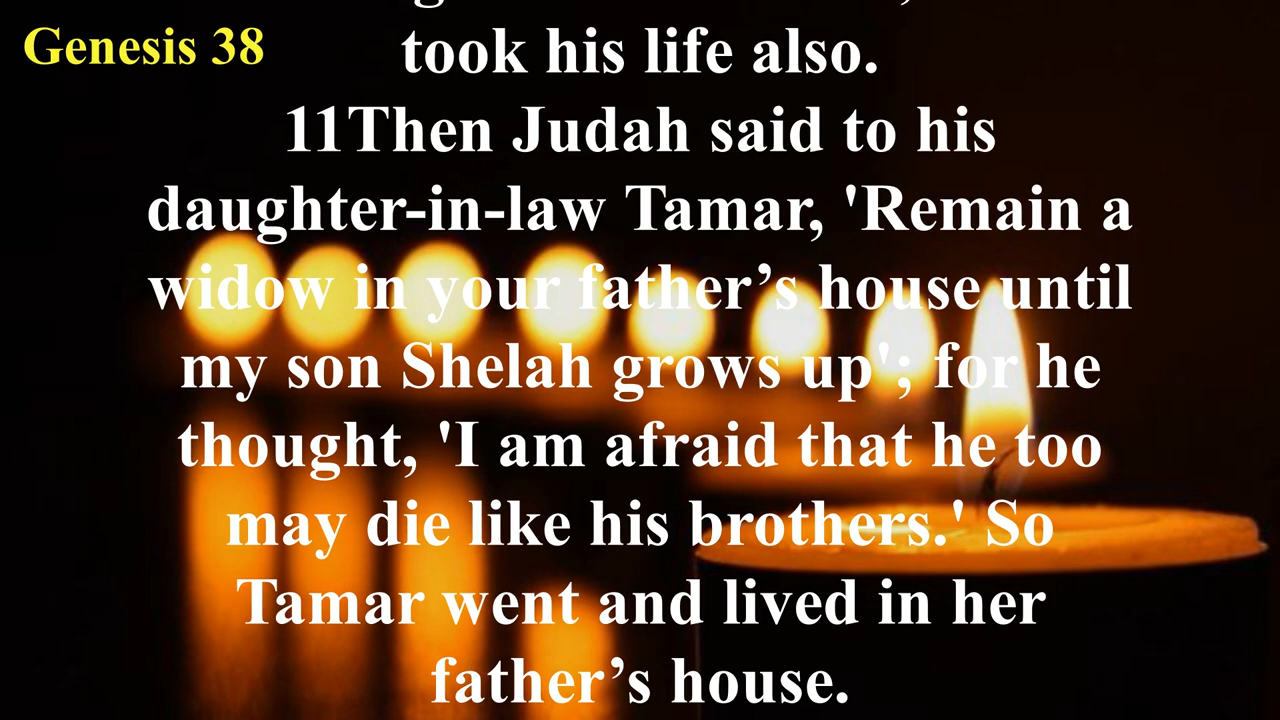 Genesis 38
took his life also.
11Then Judah said to his
daughter-in-law Tamar, 'Remain a
widow in your father’s house until
my son Shelah grows up'; for he
thought, 'I am afraid that he too
may die like his brothers.' So
Tamar went and lived in her
father’s house.